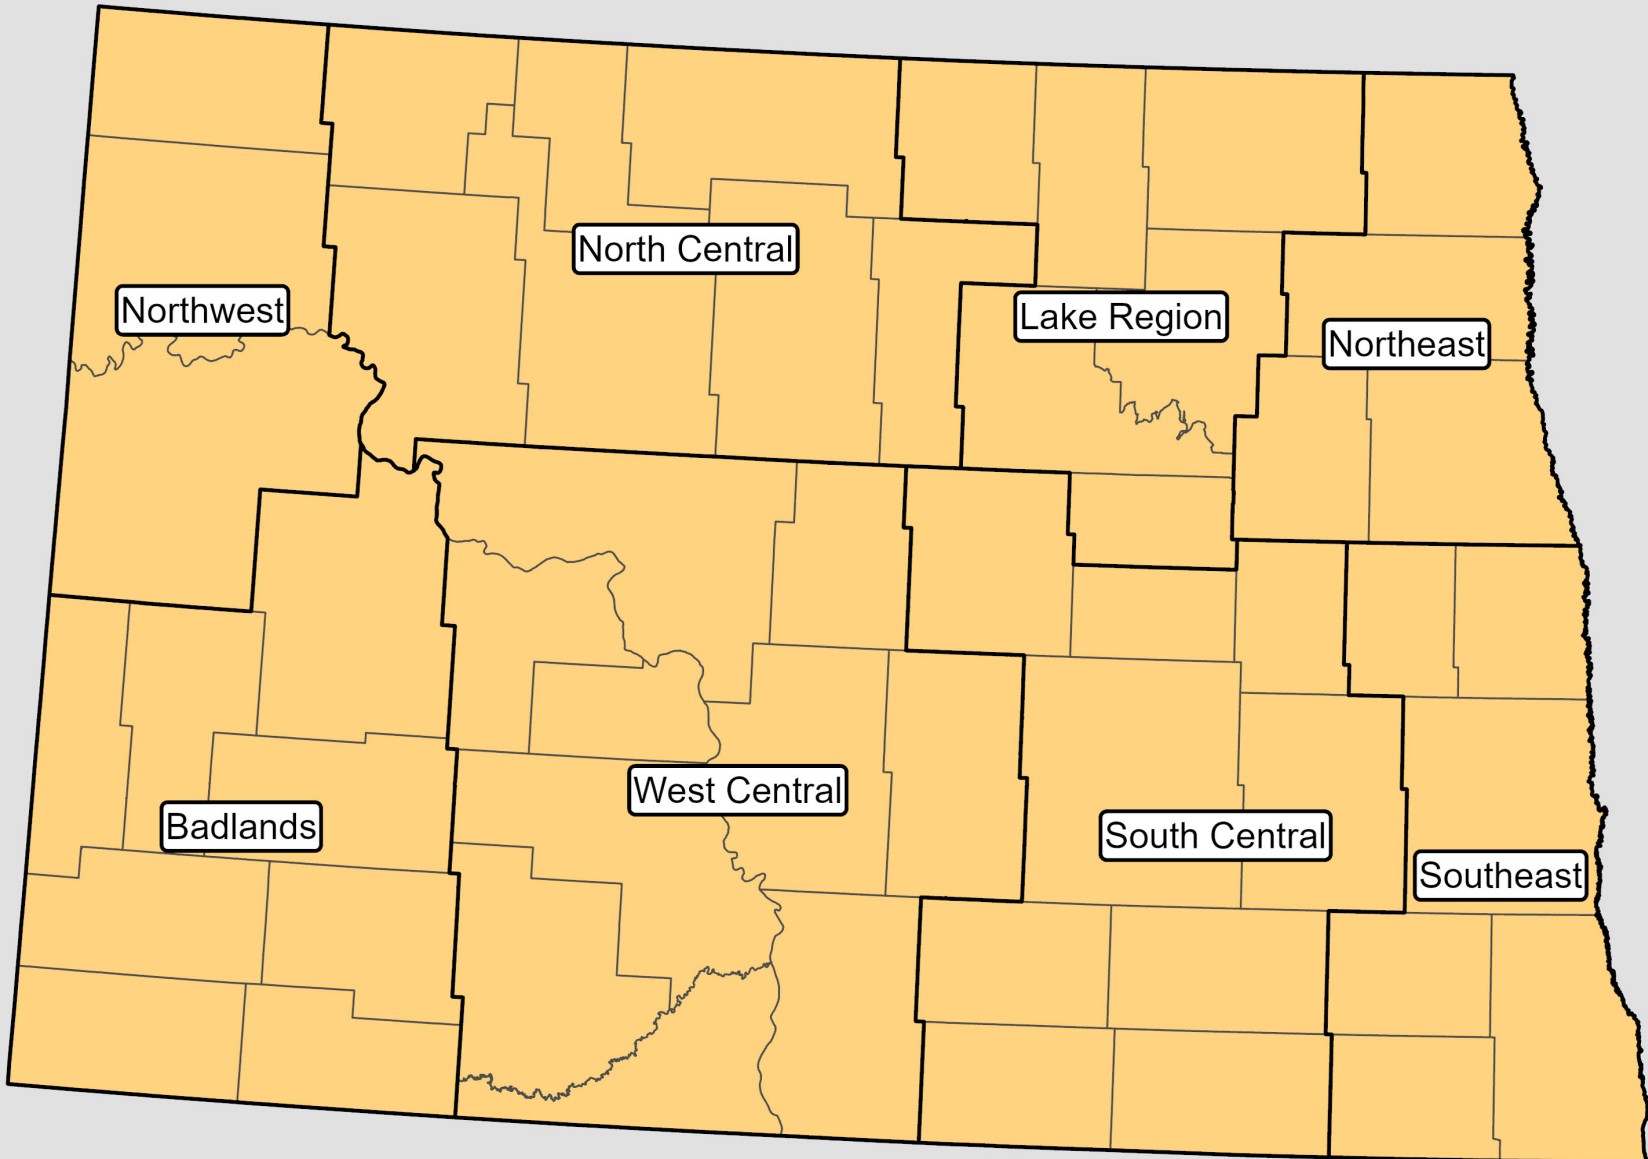 North Central
Northwest
Lake Region
Northeast
West Central
Badlands
South Central
Southeast